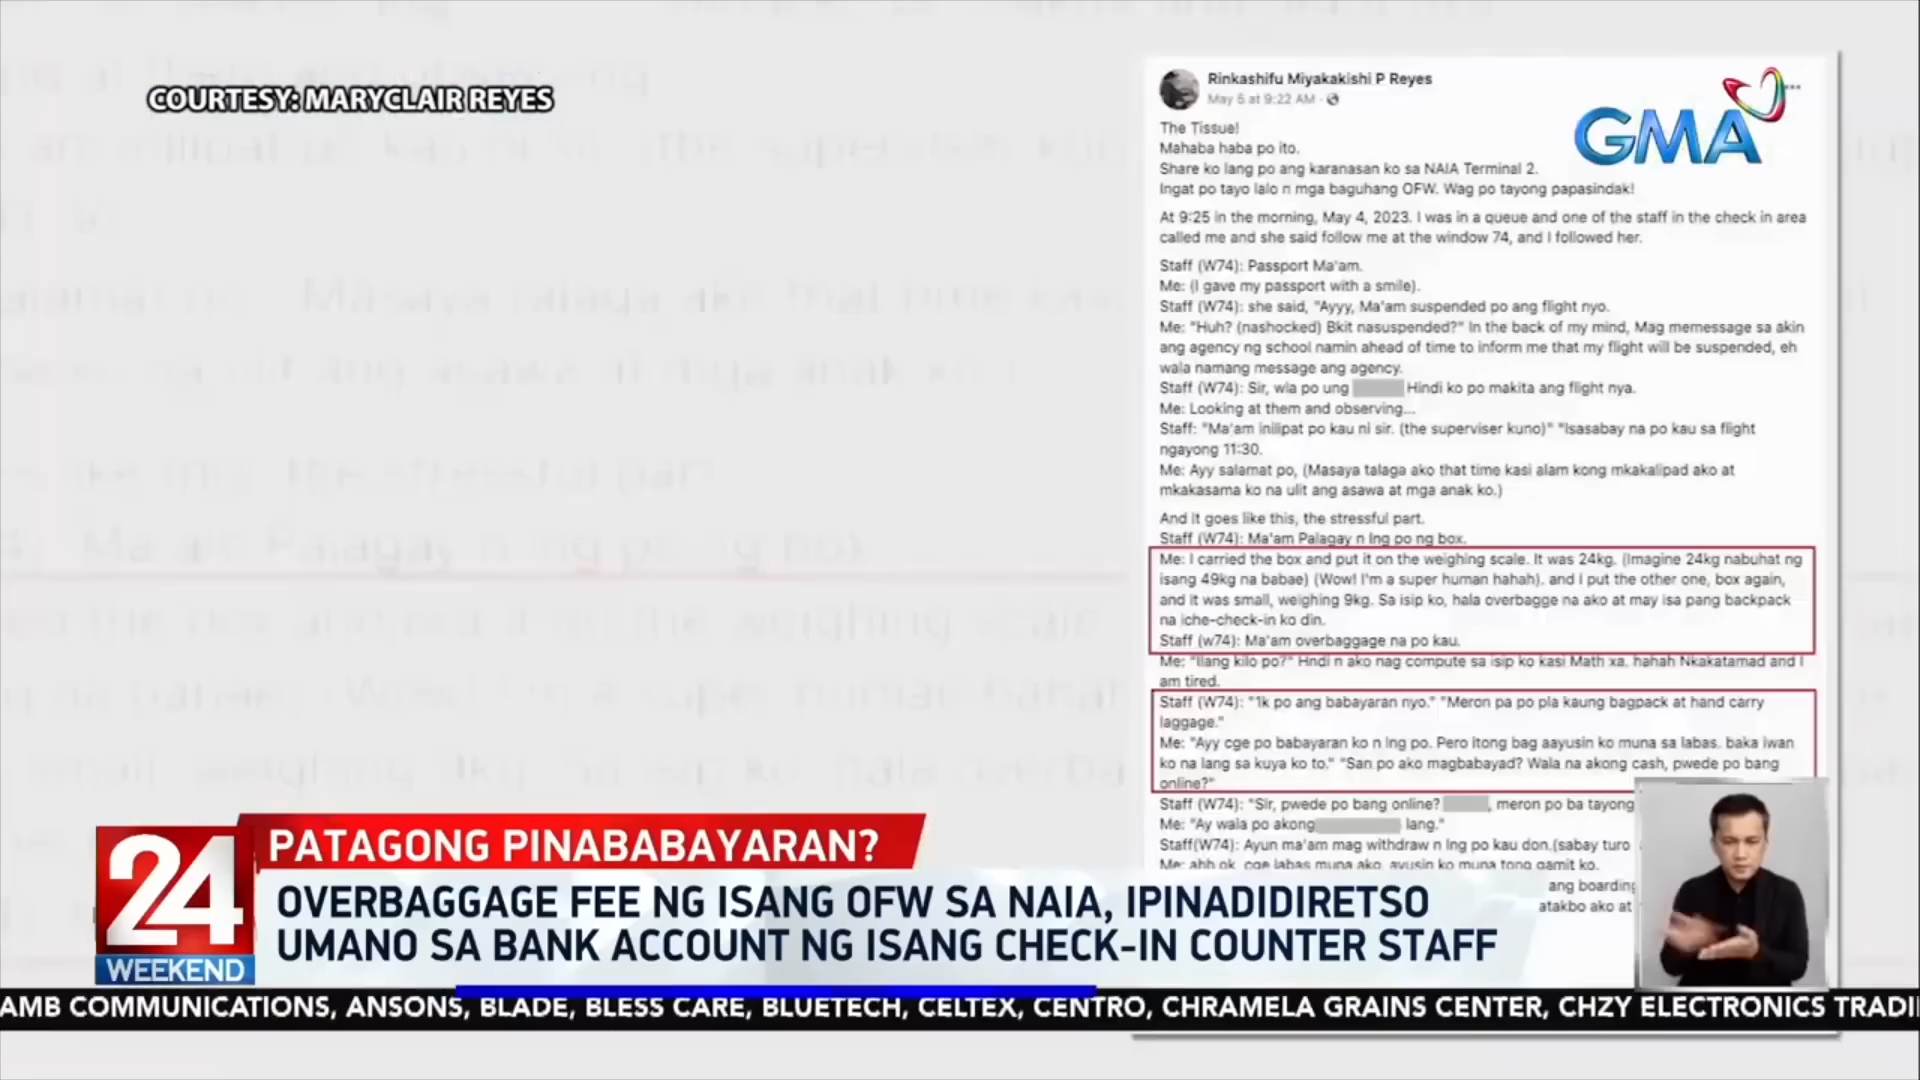 COURTESY: MARYCLAIR REYES
Rinkashifu Miyakakishi P Reyes
May 5 at 9:22 AM
GMA
The Tissue!
Mahaba haba po ito.
Share ko lang po ang karanasan ko sa NAIA Terminal 2.
Ingat po tayo lalo n mga baguhang OFW. Wag po tayong papasindak!
At 9:25 in the morning, May 4, 2023. I was in a queue and one of the staff in the check in area
called me and she said follow me at the window 74, and I followed her.
Staff (W74): Passport Ma'am.
Me: (I gave my passport with a smile).
Staff (W74): she said, "Ayyy, Ma'am suspended po ang flight nyo.
Me: "Huh? (nashocked) Bkit nasuspended?" In the back of my mind, Mag memessage sa akin
ang agency ng school namin ahead of time to inform me that my flight will be suspended, eh
wala namang message ang agency.
Staff (W74): Sir, wla po ung Hindi ko po makita ang flight nya.
Me: Looking at them and observing...
Staff: "Ma'am inilipat po kau ni sir. (the superviser kuno)" "Isasabay na po kau sa flight
ngayong 11:30.
Me: Ayy salamat po, (Masaya talaga ako that time kasi alam kong mkakalipad ako at
mkakasama ko na ulit ang asawa at mga anak ko.)
And it goes like this, the stressful part.
Staff (W74): Ma'am Palagay n lng po ng box.
Me: I carried the box and put it on the weighing scale. It was 24kg. (Imagine 24kg nabuhat ng
isang 49kg na babae) (Wow! I'm a super human hahah). and I put the other one, box again,
and it was small, weighing 9kg. Sa isip ko, hala overbagge na ako at may isa pang backpack
na iche-check-in ko din.
Staff (w74): Ma'am overbaggage na po kau.
Me: "Ilang kilo po?" Hndi n ako nag compute sa isip ko kasi Math xa. hahah Nkakatamad and I
am tired.
Staff (W74): "1k po ang babayaran nyo." "Meron pa po pla kaung bagpack at hand carry
laggage."
Me: "Ayy cge po babayaran ko n lng po. Pero itong bag aayusin ko muna sa labas. baka iwan
ko na lang sa kuya ko to." "San po ako magbabayad? Wala na akong cash, pwede po bang
online?"
Staff (W74): "Sir, pwede po bang online? , meron po ba tayong
Me: "Ay wala po akong lang."
Staff(W74): Ayun ma'am mag withdraw n lng po kau don.(sabay turo
Me: ahh ok. cge labas muna ako. ayusin ko muna tong gamit ko.
ang boarding
atakbo ako at
24
WEEKEND
PATAGONG PINABABAYARAN?
OVERBAGGAGE FEE NG ISANG OFW SA NAIA, IPINADIDIRETSO
UMANO SA BANK ACCOUNT NG ISANG CHECK-IN COUNTER STAFF
AMB COMMUNICATIONS, ANSONS, BLADE, BLESS CARE, BLUETECH, CELTEX, CENTRO, CHRAMELA GRAINS CENTER, CHZY ELECTRONICS TRADI